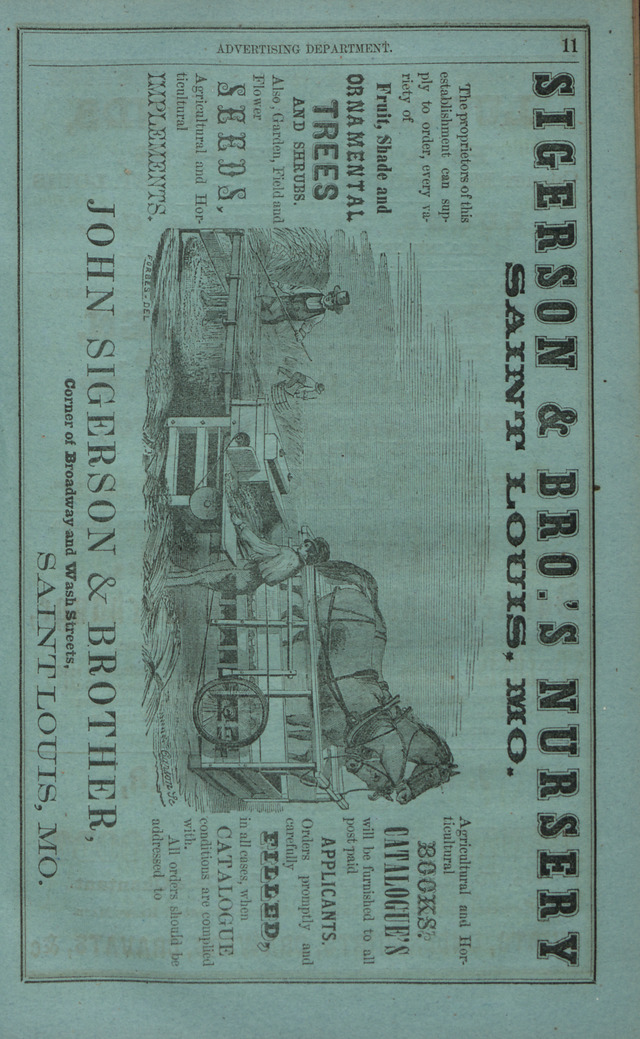 ADVERTISING DEPARTMENT.
11
SIGERSON & BRO.'S NURSERY
SAINT LOUIS, MO.
The proprietors of this
establishment can sup-
ply to order, every va-
riety of
Fruit, Shade and
ORNAMENTAL
TREES
AND SHRUBS.
Also, Garden, Field and
Flower
SEEDS,
Agricultural and Hor-
ticultural
IMPLEMENTS.
FORBES. DEL
Agricultural and Hor-
ticultural
BOOKS.
CATALOGUE'S
will be furnished to all
post paid
APPLICANTS.
Orders promptly and
carefully
FILLED,
in all cases, when
CATALOGUE
conditions are complied
with.
All orders should be
addressed to
JOHN SIGERSON & BROTHER,
Corner of Broadway and Wash Streets,
SAINT LOUIS, MO.